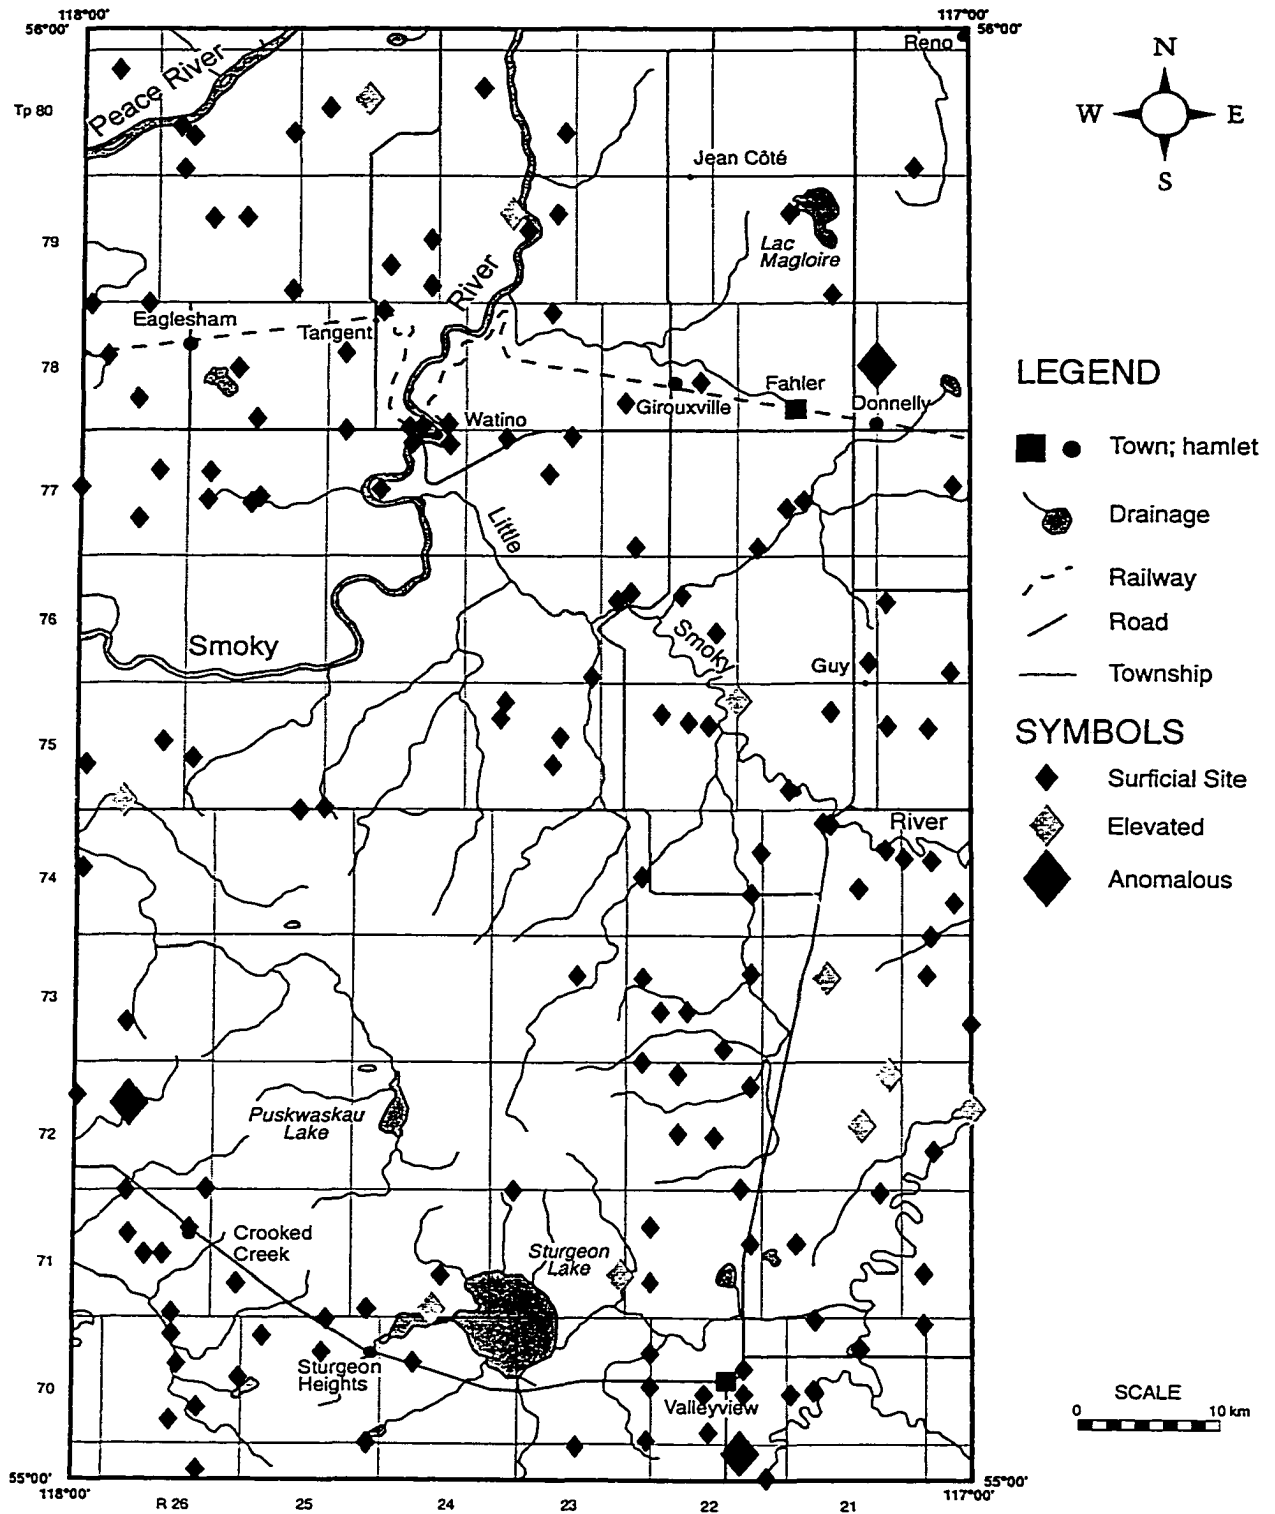 118°00'
117°00'
56°00'
56°00'
Reno
N
W
E
S
Peace River
Tp 80
Jean Côté
79
Lac
Magloire
River
Eaglesham
Tangent
78
Fahler
Girouxville
Donnelly
Watino
77
Little
76
Smoky
Smoky
Guy
75
River
74
73
Puskwaskau
Lake
72
Crooked
Creek
71
Sturgeon
Lake
Sturgeon
Heights
70
Valleyview
55°00'
55°00'
118°00'
117°00'
R 26
25
24
23
22
21
LEGEND
Town; hamlet
Drainage
Railway
Road
Township
SYMBOLS
Surficial Site
Elevated
Anomalous
SCALE
0
10 km